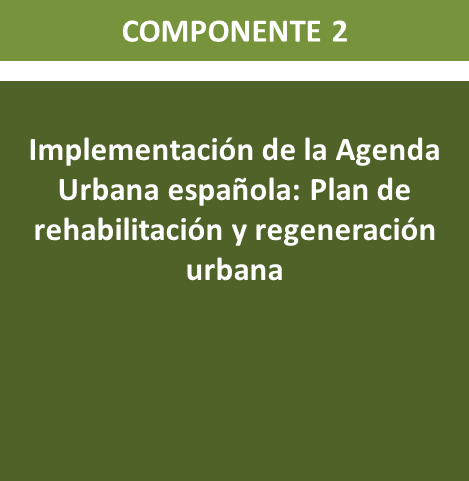 COMPONENTE 2
Implementación de la Agenda
Urbana española: Plan de
rehabilitación y regeneración
urbana